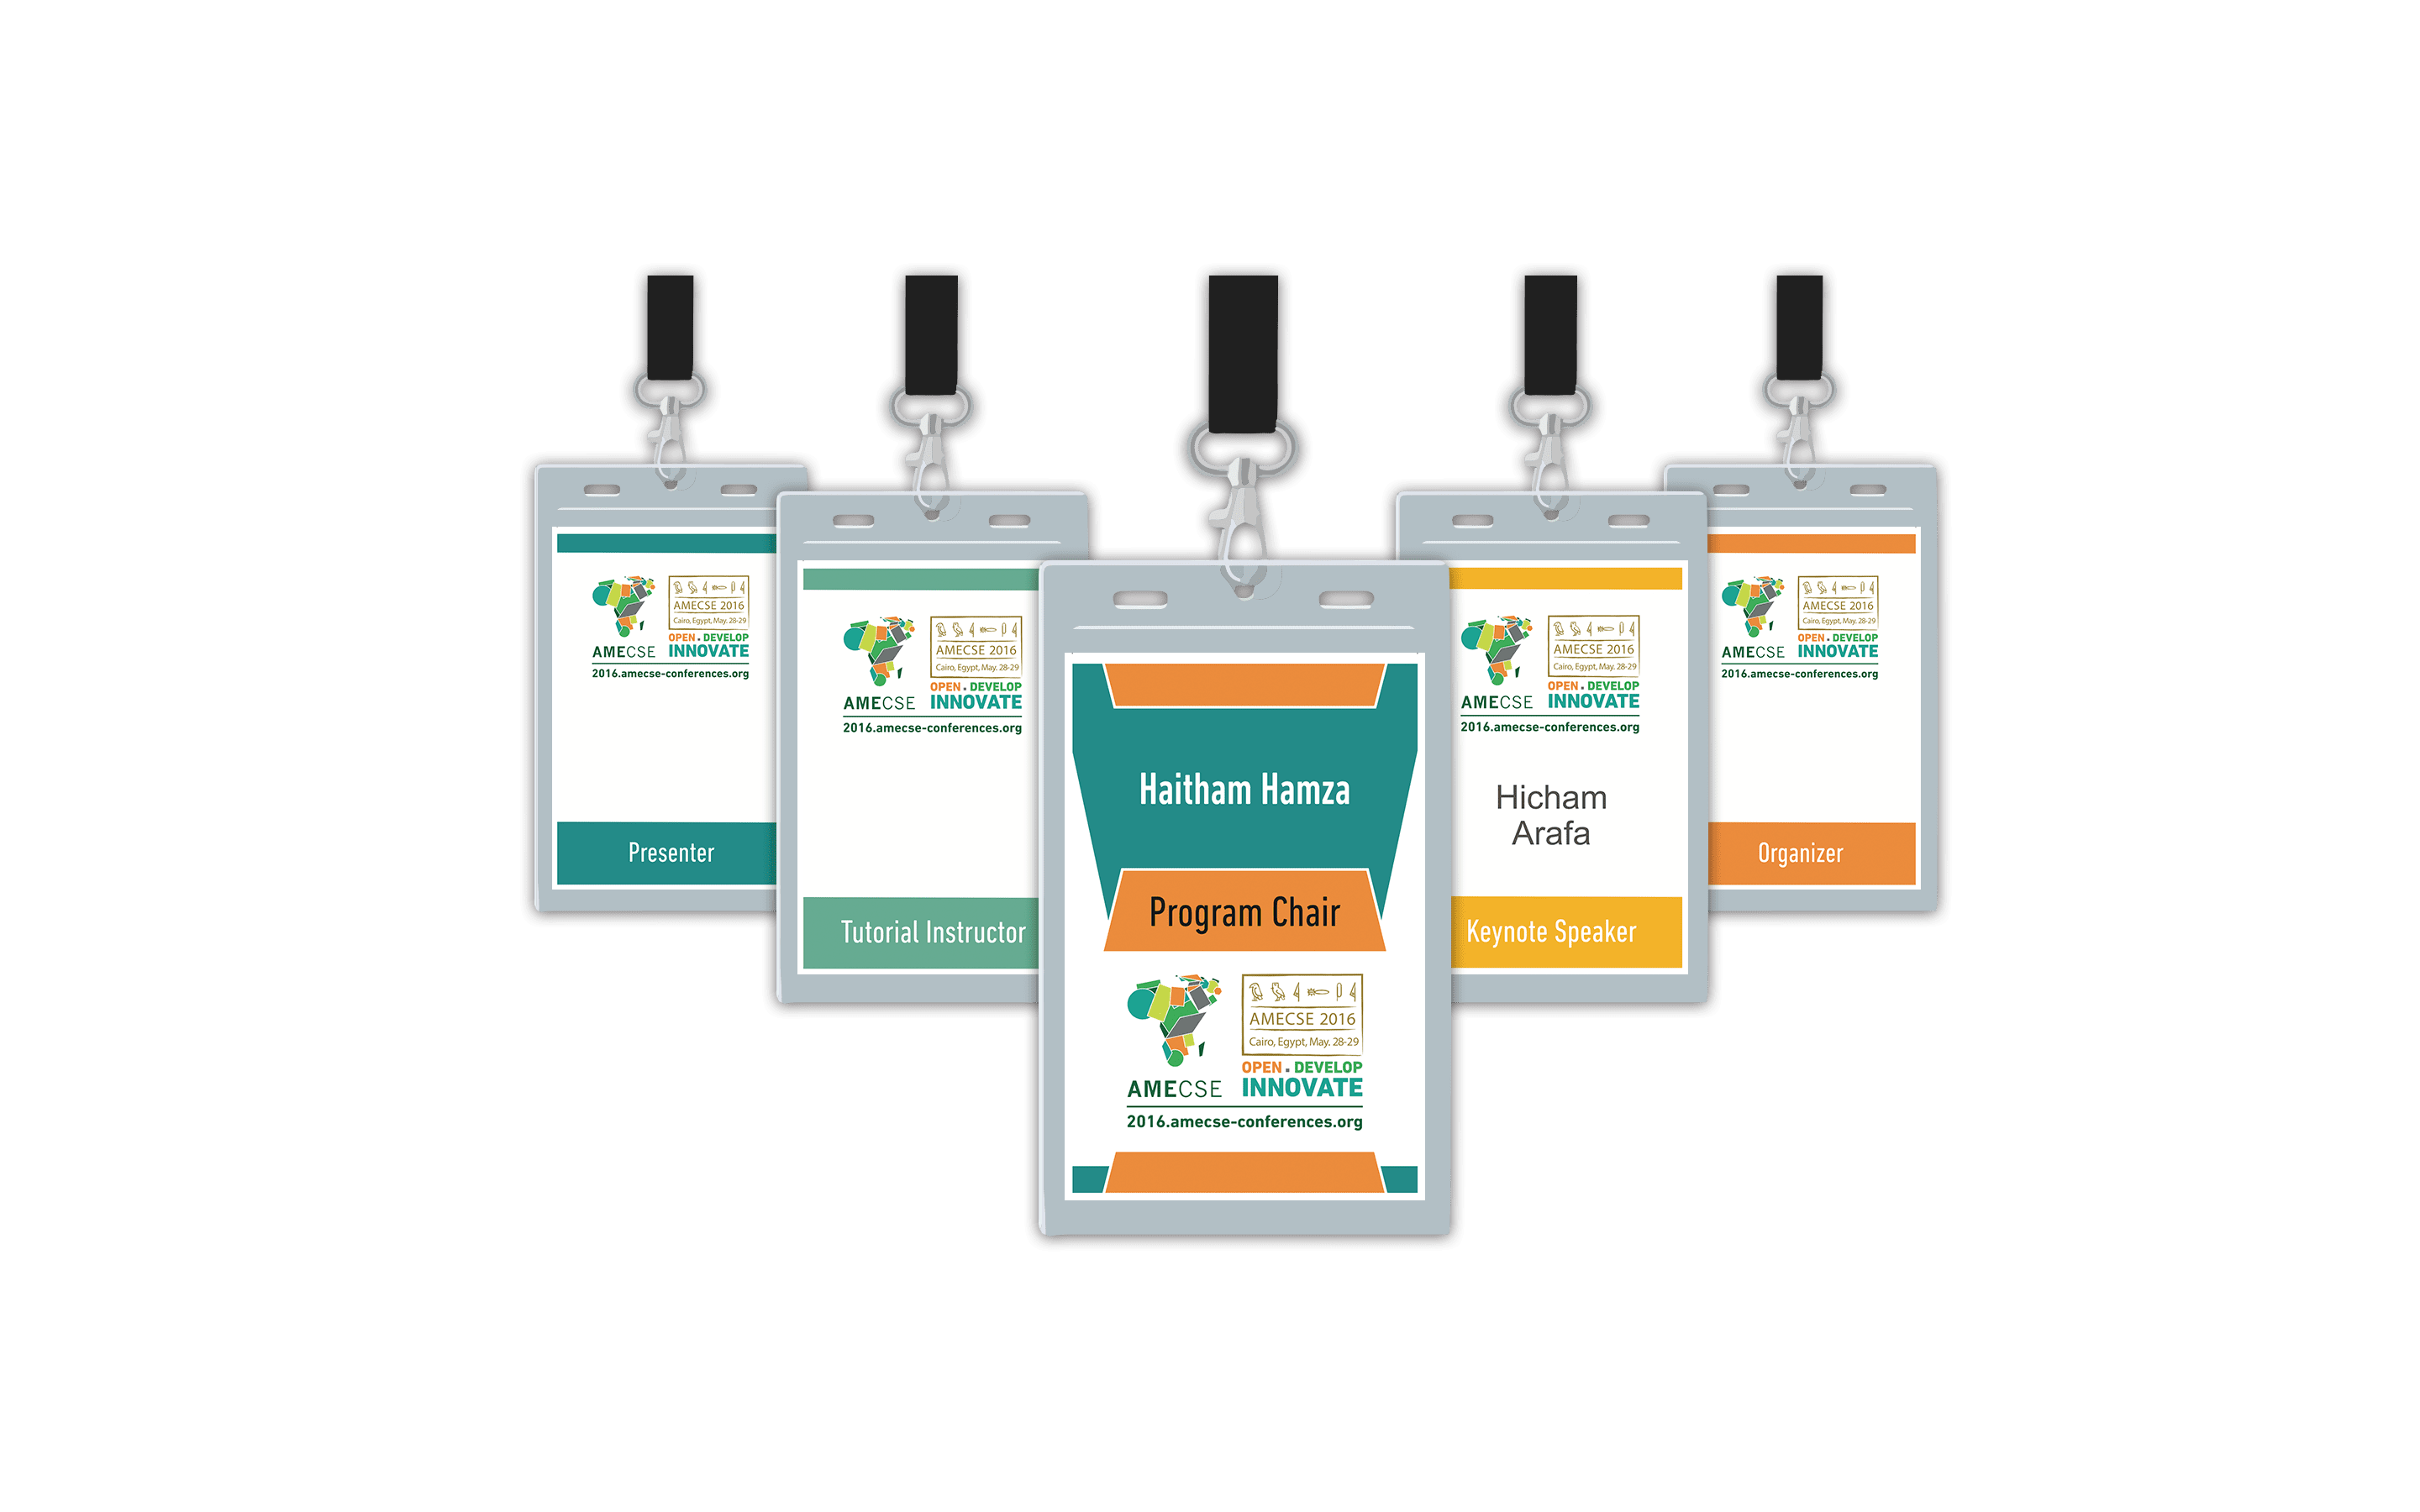 AMECSE 2016
Cairo, Egypt, May. 28-29
OPEN . DEVELOP
AMECSE INNOVATE
2016.amecse-conferences.org
Presenter
AMECSE 2016
Cairo, Egypt, May. 28-29
OPEN . DEVELOP
AMECSE INNOVATE
2016.amecse-conferences.org
Tutorial Instructor
Haitham Hamza
Program Chair
AMECSE 2016
Cairo, Egypt, May. 28-29
OPEN . DEVELOP
AMECSE INNOVATE
2016.amecse-conferences.org
AMECSE 2016
Cairo, Egypt, May. 28-29
OPEN . DEVELOP
AMECSE INNOVATE
2016.amecse-conferences.org
Hicham
Arafa
Keynote Speaker
AMECSE 2016
Cairo, Egypt, May. 28-29
OPEN . DEVELOP
AMECSE INNOVATE
2016.amecse-conferences.org
Organizer